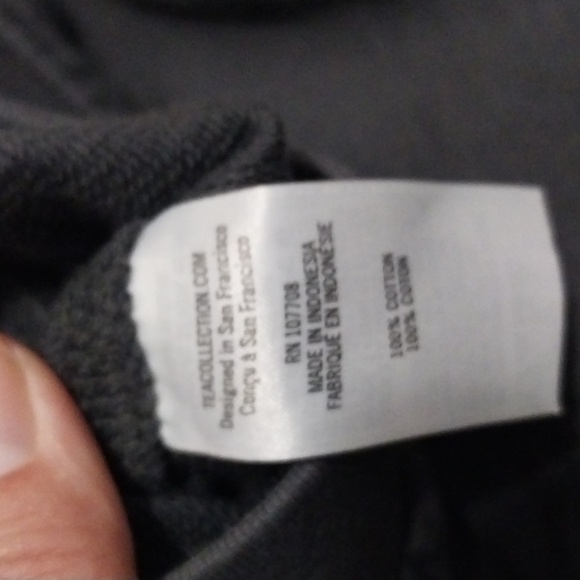 TEACOLLECTION.COM
Designed in San Francisco
Conçu à San Francisco
RN 107708
MADE IN INDONESIA
FABRIQUÉ EN INDONÉSIE
100% COTTON
100% COTON